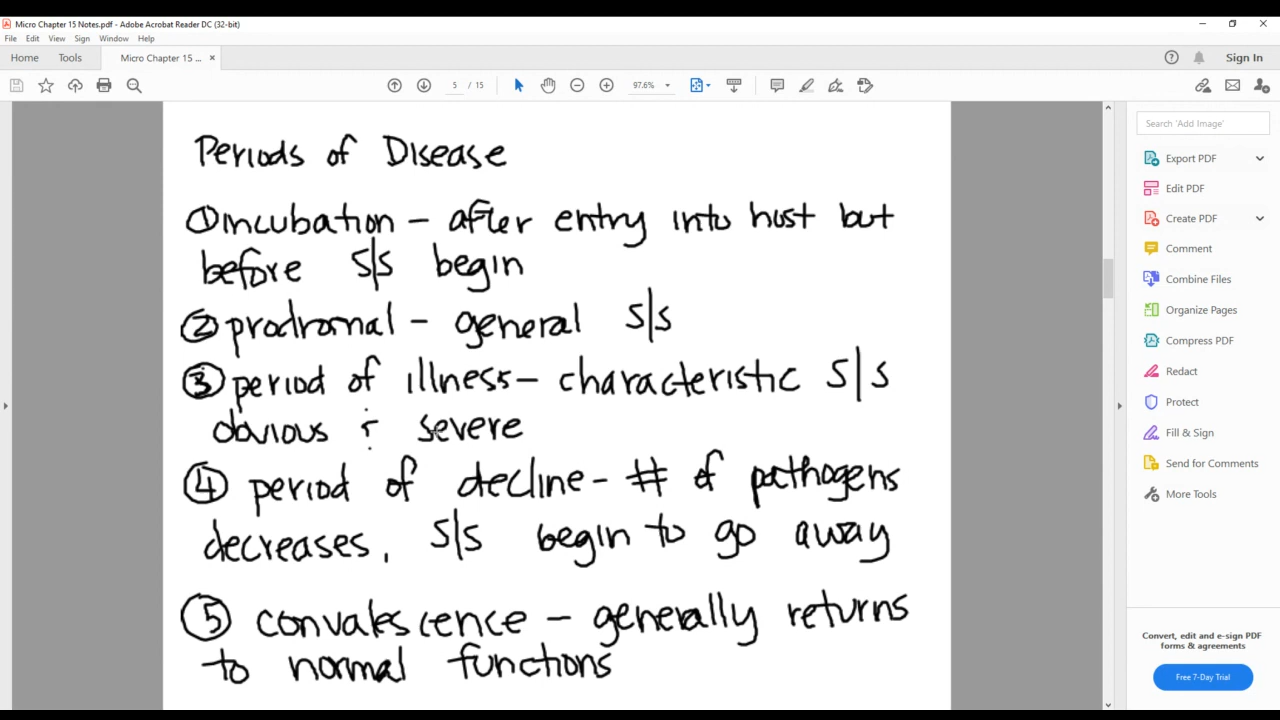 Micro Chapter 15 Notes.pdf - Adobe Acrobat Reader DC (32-bit)
File Edit View Sign Window Help
Home Tools Micro Chapter 15 ... × Sign In
5 / 15 97.6%
Periods of Disease
① incubation - after entry into host but
before S|S begin
② prodromal - general S|S
③ period of illness - characteristic S|S
obvious & severe
④ period of decline - # of pathogens
decreases, S|S begin to go away
⑤ convalescence - generally returns
to normal functions
Search 'Add Image'
Export PDF
Edit PDF
Create PDF
Comment
Combine Files
Organize Pages
Compress PDF
Redact
Protect
Fill & Sign
Send for Comments
More Tools
Convert, edit and e-sign PDF
forms & agreements
Free 7-Day Trial